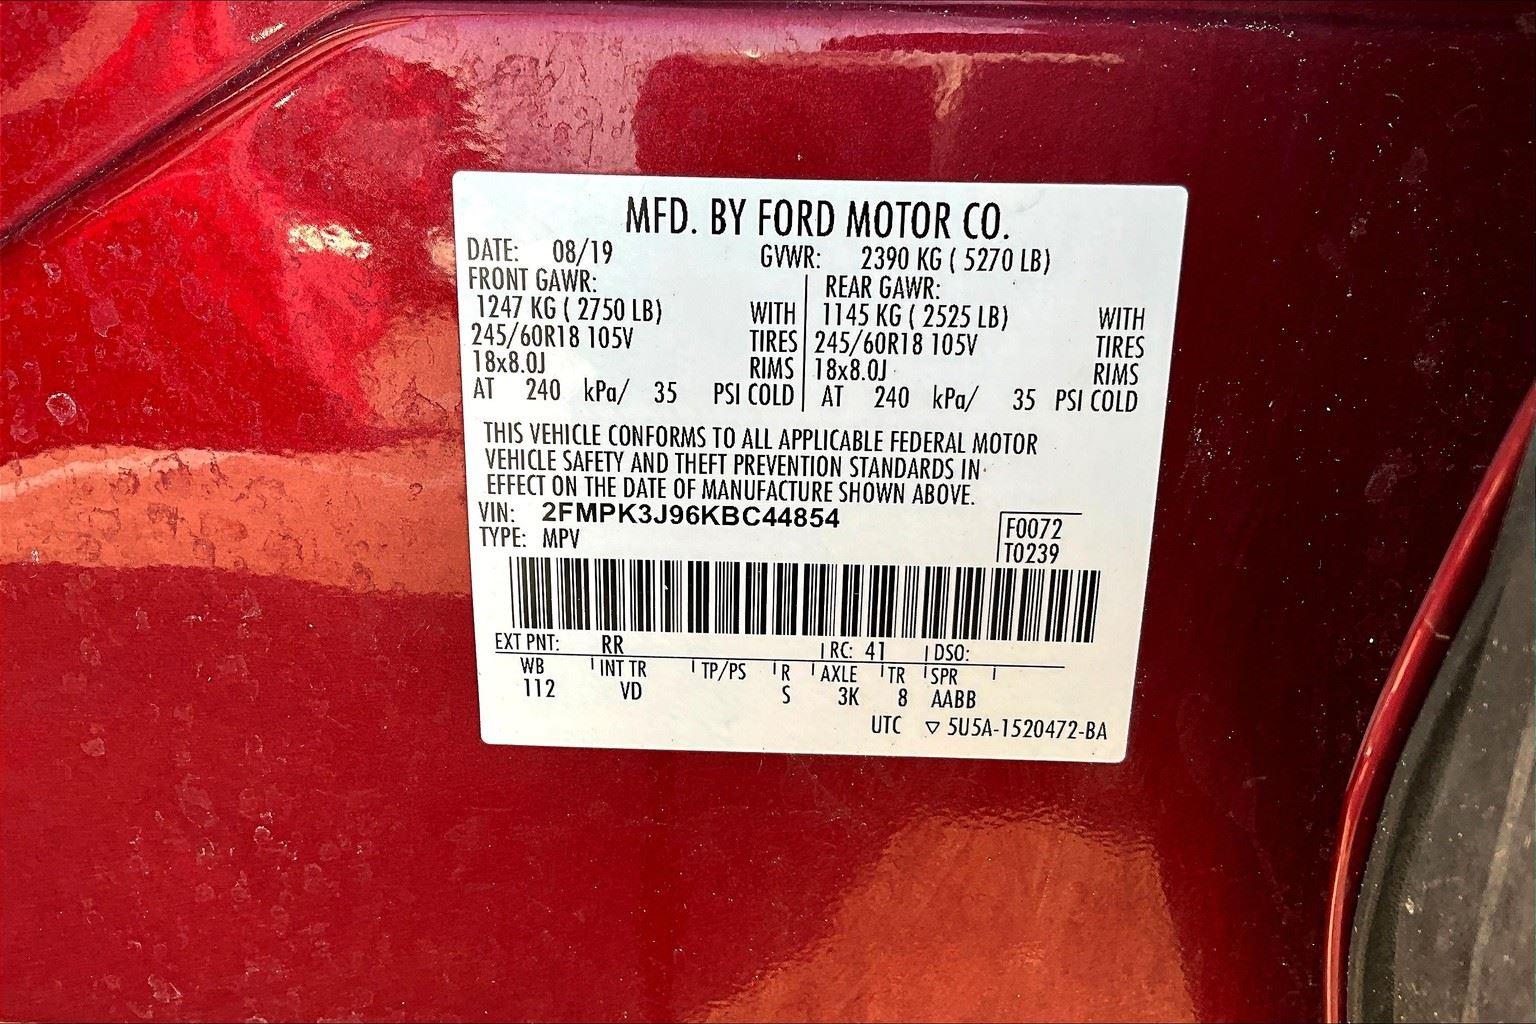 MFD. BY FORD MOTOR CO.
DATE: 08/19 GVWR: 2390 KG ( 5270 LB)
FRONT GAWR: REAR GAWR:
1247 KG ( 2750 LB) WITH 1145 KG ( 2525 LB) WITH
245/60R18 105V TIRES 245/60R18 105V TIRES
18x8.0J RIMS 18x8.0J RIMS
AT 240 kPa/ 35 PSI COLD AT 240 kPa/ 35 PSI COLD
THIS VEHICLE CONFORMS TO ALL APPLICABLE FEDERAL MOTOR
VEHICLE SAFETY AND THEFT PREVENTION STANDARDS IN
EFFECT ON THE DATE OF MANUFACTURE SHOWN ABOVE.
VIN: 2FMPK3J96KBC44854 F0072
TYPE: MPV T0239
EXT PNT: RR RC: 41 DSO:
WB INT TR TP/PS R AXLE TR SPR
112 VD S 3K 8 AABB
UTC ▽ 5U5A-1520472-BA